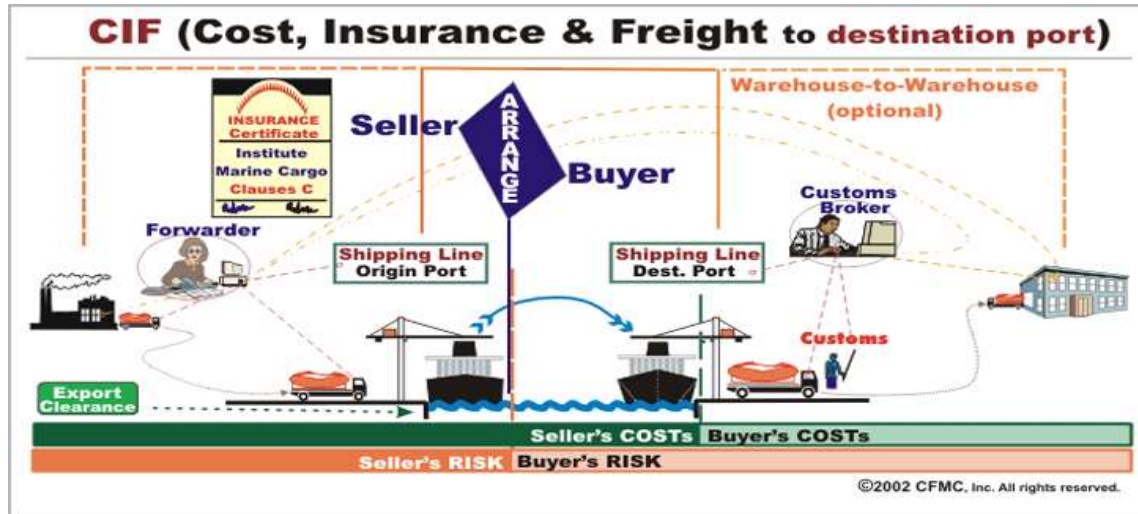 CIF (Cost, Insurance & Freight to destination port)
Warehouse-to-Warehouse
(optional)
INSURANCE
Certificate
Institute
Marine Cargo
Clauses C
Seller
ARRANGE
Buyer
Forwarder
Customs
Broker
Shipping Line
Origin Port
Shipping Line
Dest. Port
Customs
Export
Clearance
Seller's COSTs
Buyer's COSTs
Seller's RISK
Buyer's RISK
©2002 CFMC, Inc. All rights reserved.